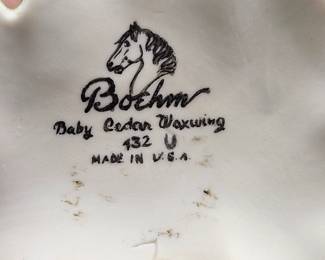 Boehm
Baby Cedar Waxwing
432 U
MADE IN U.S.A.